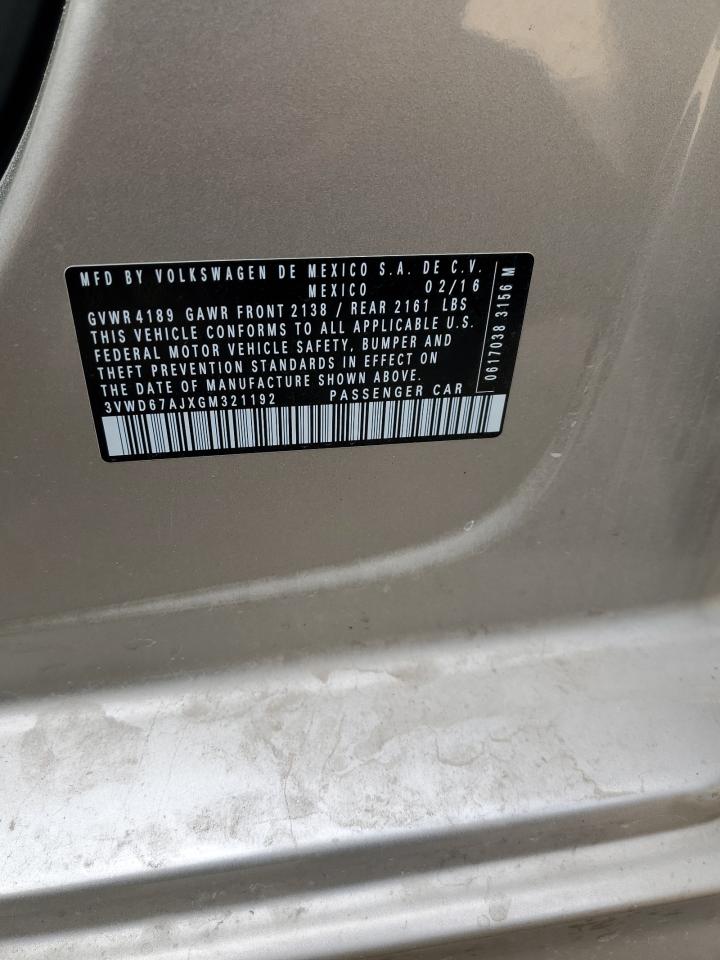 MFD BY VOLKSWAGEN DE MEXICO S.A. DE C.V.
MEXICO 02/16
GVWR 4189 GAWR FRONT 2138 / REAR 2161 LBS
THIS VEHICLE CONFORMS TO ALL APPLICABLE U.S.
FEDERAL MOTOR VEHICLE SAFETY, BUMPER AND
THEFT PREVENTION STANDARDS IN EFFECT ON
THE DATE OF MANUFACTURE SHOWN ABOVE.
3VWD67AJXGM321192 PASSENGER CAR
0617038 3156 M